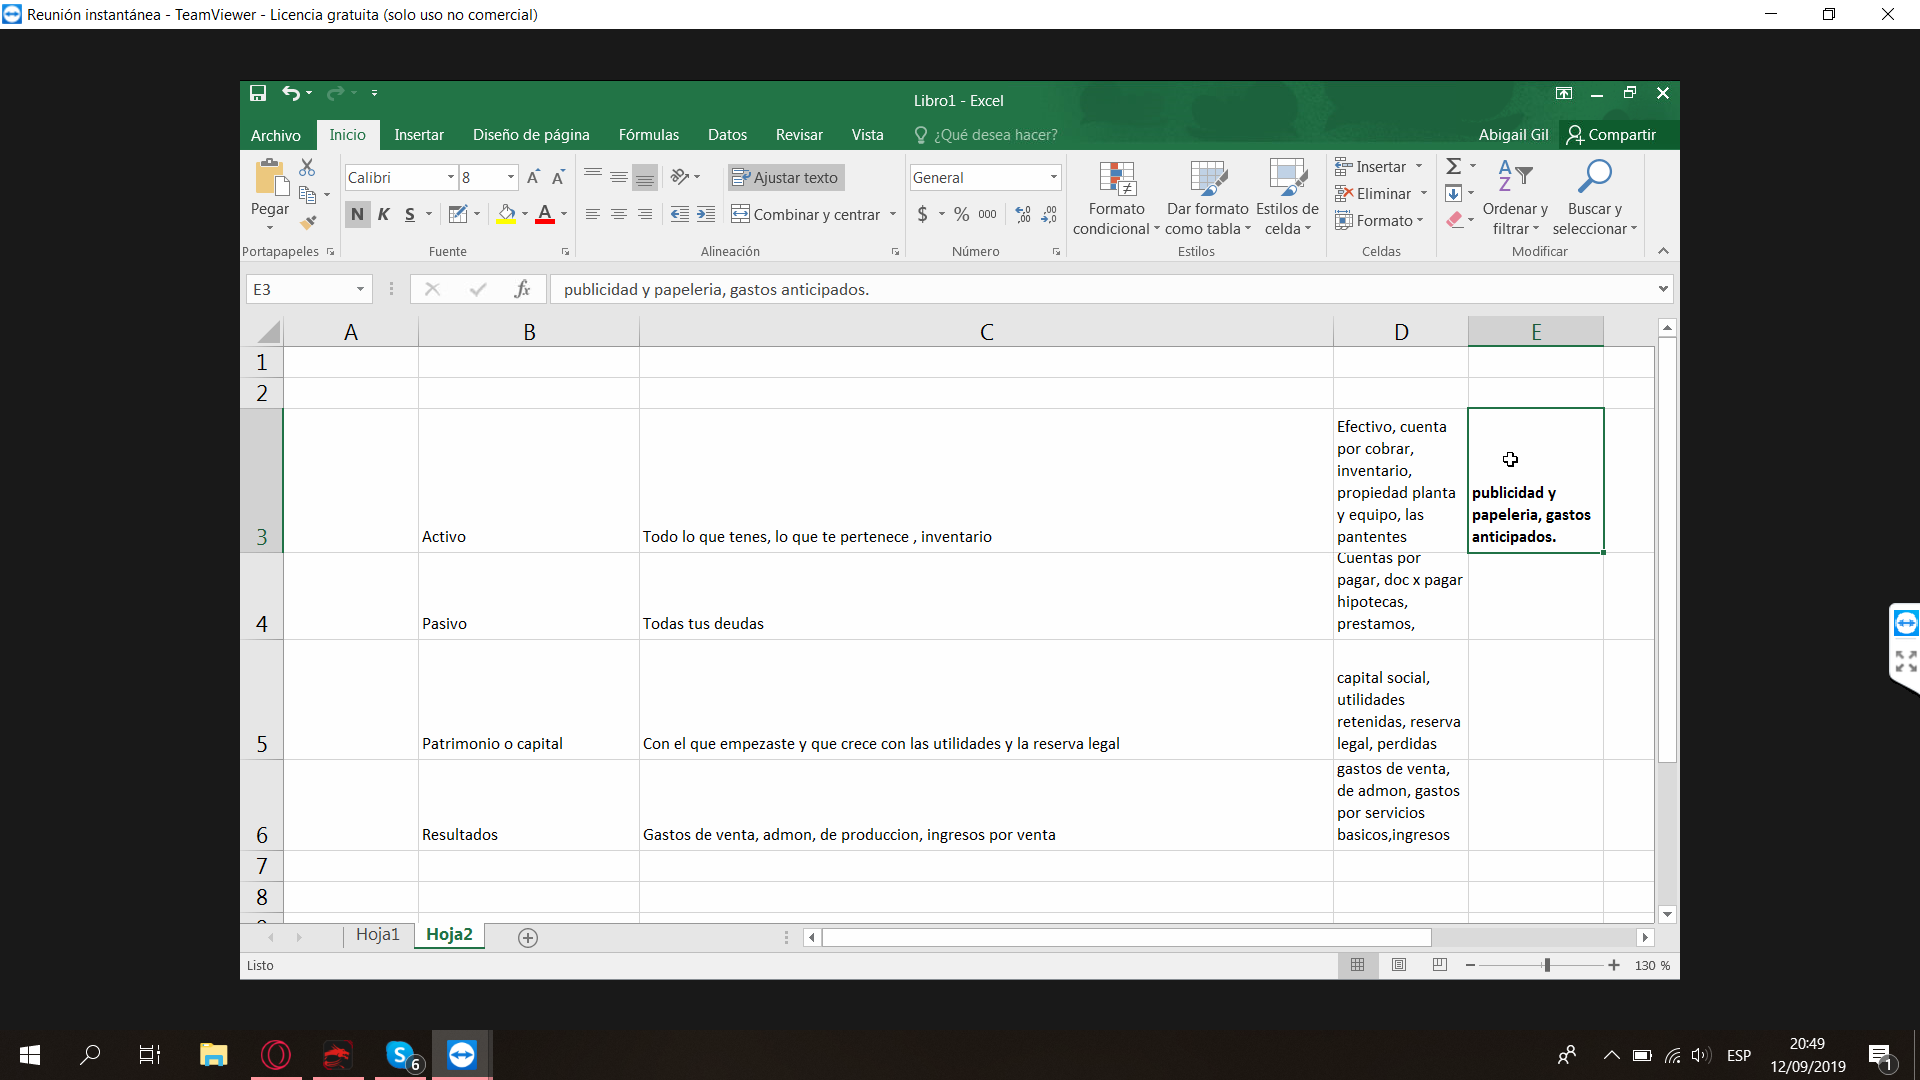 Reunión instantánea - TeamViewer - Licencia gratuita (solo uso no comercial)
Libro1 - Excel
Archivo Inicio Insertar Diseño de página Fórmulas Datos Revisar Vista ¿Qué desea hacer? Abigail Gil Compartir
Pegar
Portapapeles
Calibri 8
N K S
Fuente
Ajustar texto
Combinar y centrar
Alineación
General
$ % 000
Número
Formato condicional
Dar formato como tabla
Estilos de celda
Estilos
Insertar
Eliminar
Formato
Celdas
Ordenar y filtrar
Buscar y seleccionar
Modificar
E3 fx publicidad y papeleria, gastos anticipados.
A B C D E
1
2
3
Activo
Todo lo que tenes, lo que te pertenece , inventario
Efectivo, cuenta
por cobrar,
inventario,
propiedad planta
y equipo, las
pantentes
publicidad y
papeleria, gastos
anticipados.
4
Pasivo
Todas tus deudas
Cuentas por
pagar, doc x pagar
hipotecas,
prestamos,
5
Patrimonio o capital
Con el que empezaste y que crece con las utilidades y la reserva legal
capital social,
utilidades
retenidas, reserva
legal, perdidas
6
Resultados
Gastos de venta, admon, de produccion, ingresos por venta
gastos de venta,
de admon, gastos
por servicios
basicos,ingresos
7
8
Hoja1 Hoja2
Listo
130 %
6
ESP
20:49
12/09/2019
1